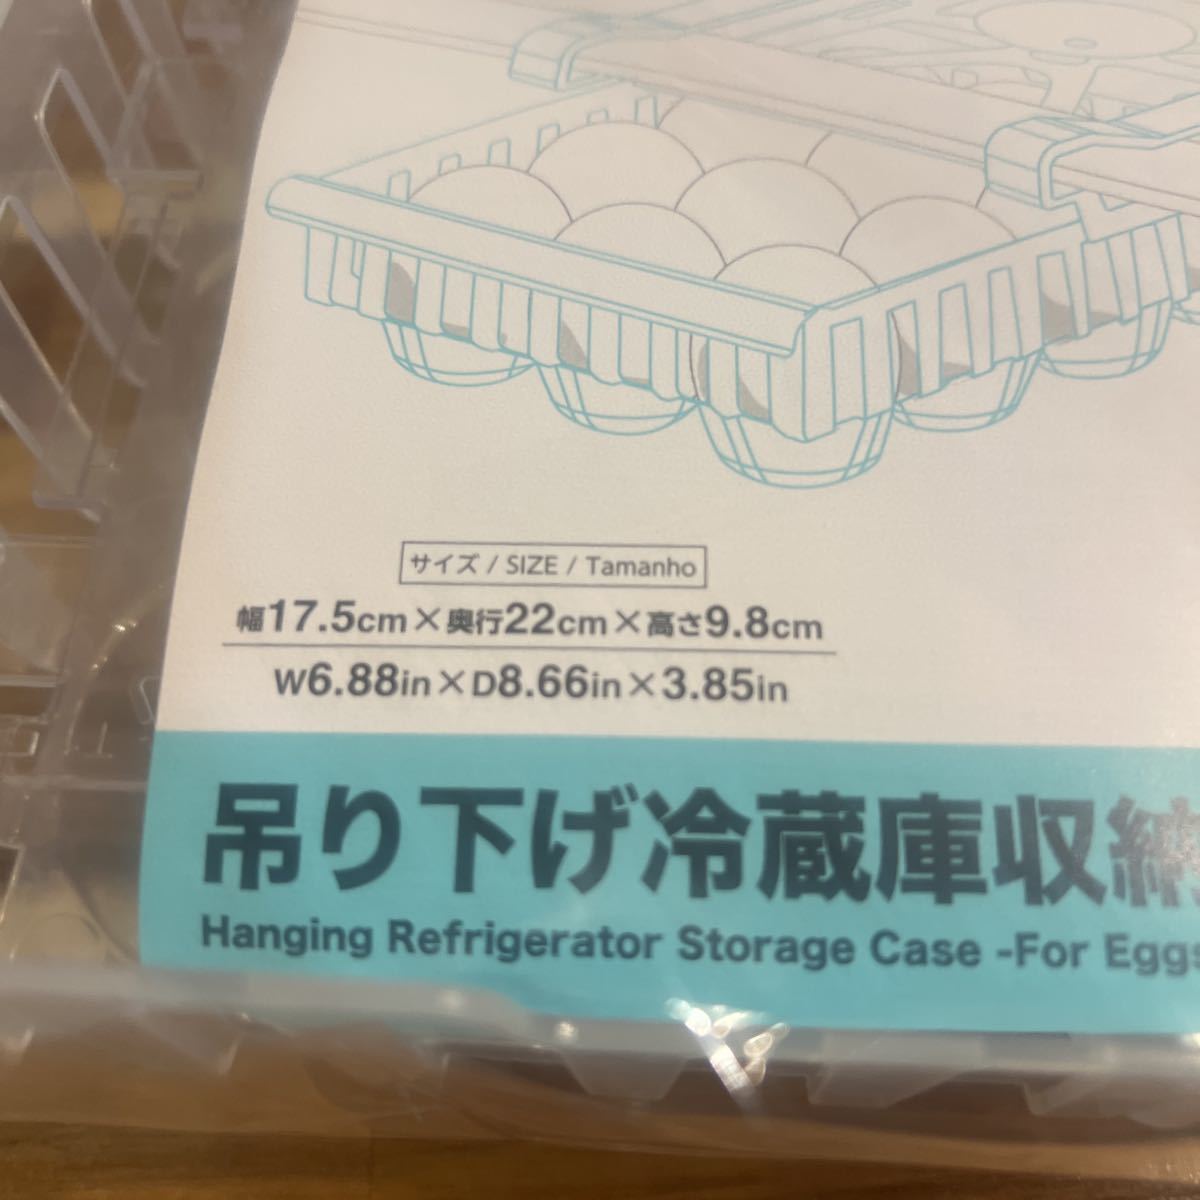 サイズ / SIZE / Tamanho
幅17.5cm×奥行22cm×高さ9.8cm
W6.88in×D8.66in×3.85in
吊り下げ冷蔵庫収納
Hanging Refrigerator Storage Case -For Eggs